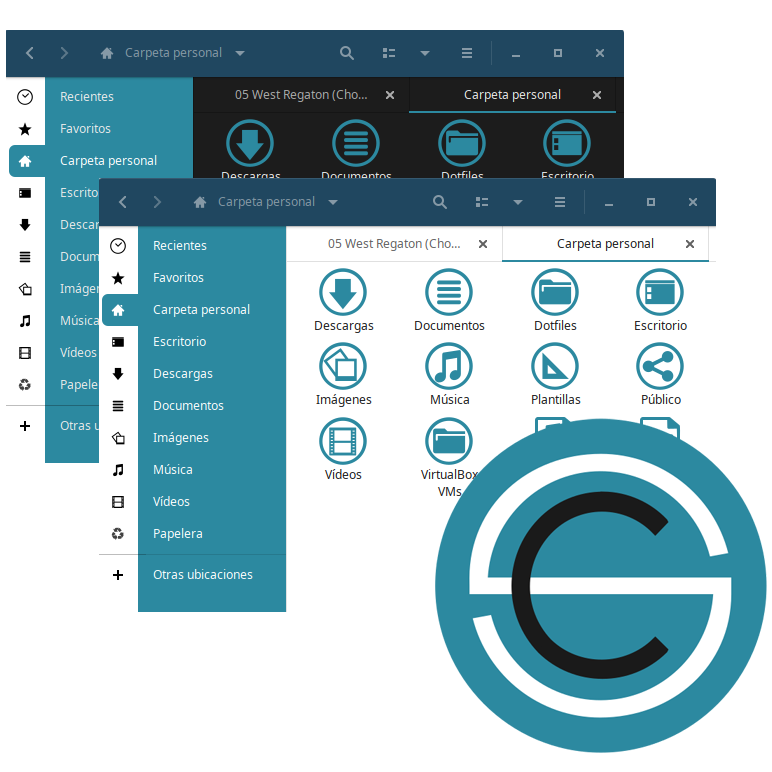 Carpeta personal
05 West Regaton (Cho...
Carpeta personal
Recientes
Favoritos
Carpeta personal
Escrito
Descar
Docum
Imáge
Música
Vídeos
Papele
Otras u
Descargas
Documentos
Dotfiles
Escritorio
Carpeta personal
05 West Regaton (Cho...
Carpeta personal
Recientes
Favoritos
Carpeta personal
Escritorio
Descargas
Documentos
Imágenes
Música
Vídeos
Papelera
Otras ubicaciones
Descargas
Documentos
Dotfiles
Escritorio
Imágenes
Música
Plantillas
Público
Vídeos
VirtualBox
VMs